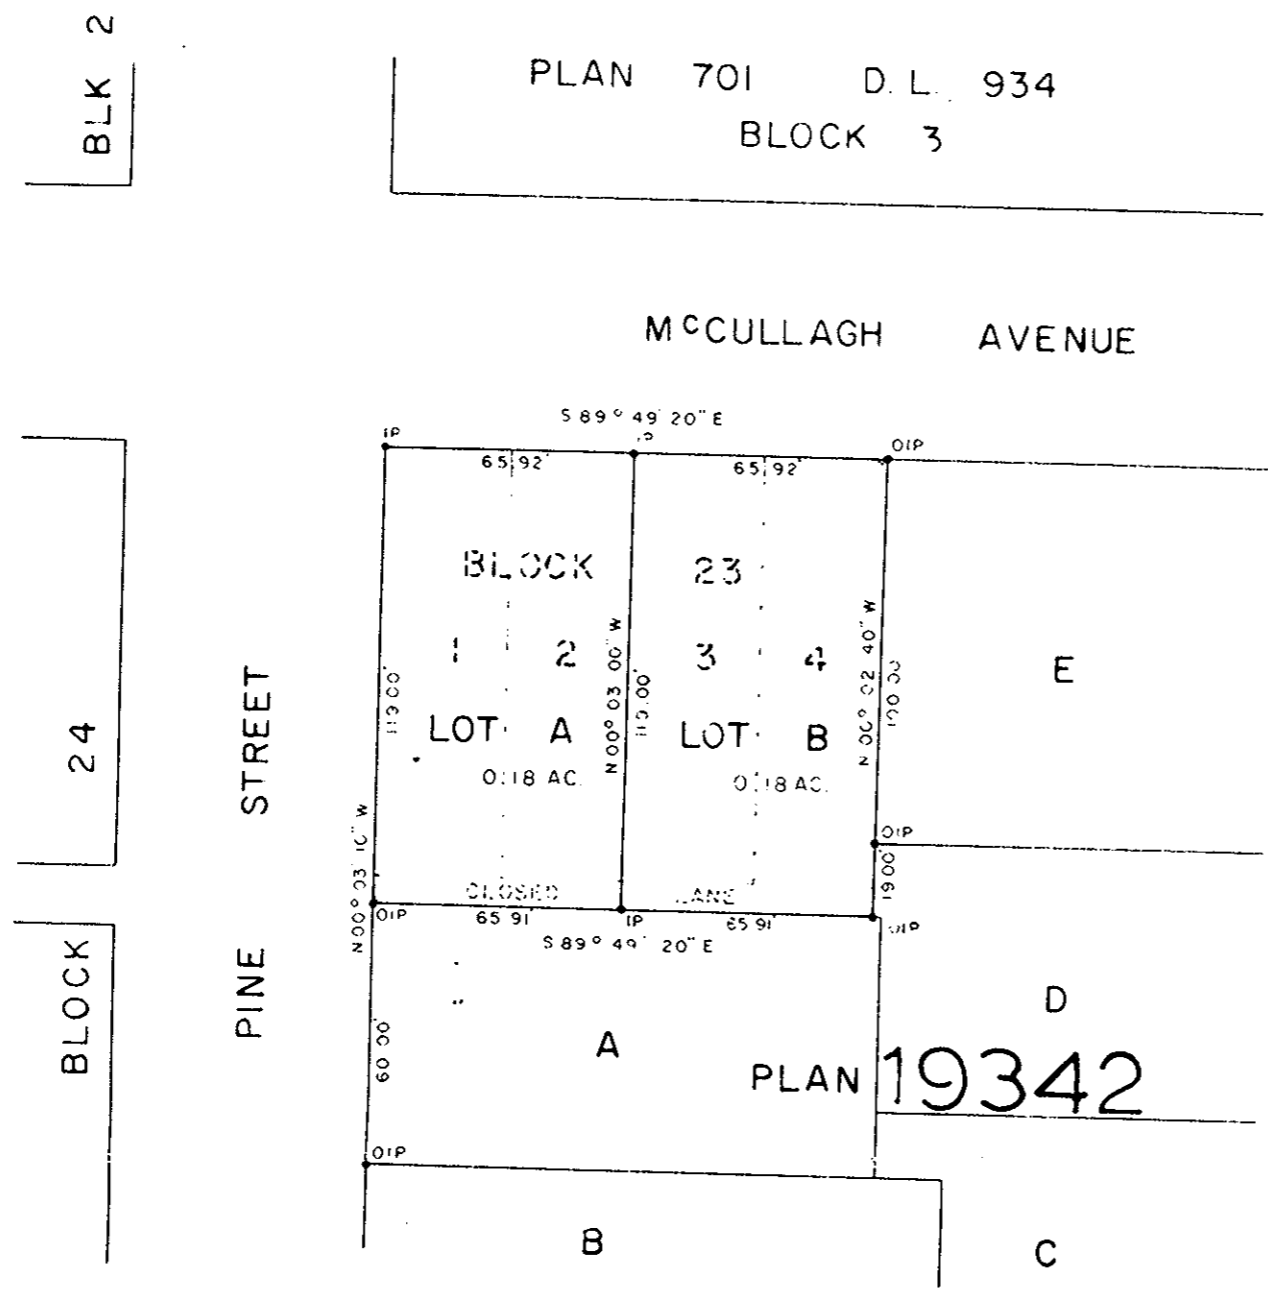 BLK 2
PLAN 701 D.L. 934
BLOCK 3
McCULLAGH AVENUE
S 89° 49' 20" E
IP
IP
OIP
65.92'
65.92'
BLOCK 23
1 2 3 4
LOT A
LOT B
0.18 AC.
0.18 AC.
119.00'
N 00° 03' 00" W
119.00'
N 00° 02' 40" W
100.00'
E
24
PINE STREET
N 00° 03' 10" W
OIP
19.00'
CLOSED LANE
OIP
65.91'
IP
65.91'
OIP
S 89° 49' 20" E
BLOCK
60.00'
A
D
PLAN 19342
OIP
B
C